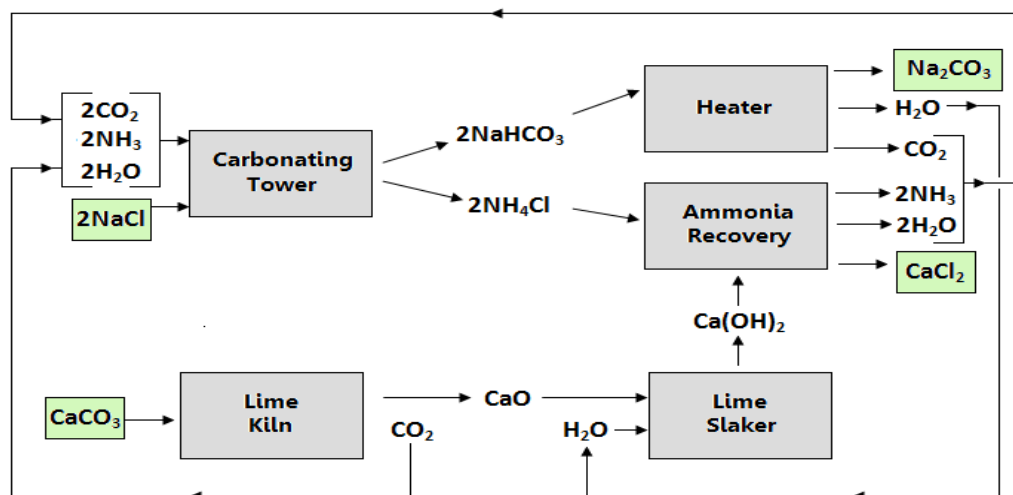 2CO₂
2NH₃
2H₂O
2NaCl
Carbonating
Tower
2NaHCO₃
2NH₄Cl
Heater
Na₂CO₃
H₂O
CO₂
Ammonia
Recovery
2NH₃
2H₂O
CaCl₂
Ca(OH)₂
CaCO₃
Lime
Kiln
CaO
CO₂
H₂O
Lime
Slaker